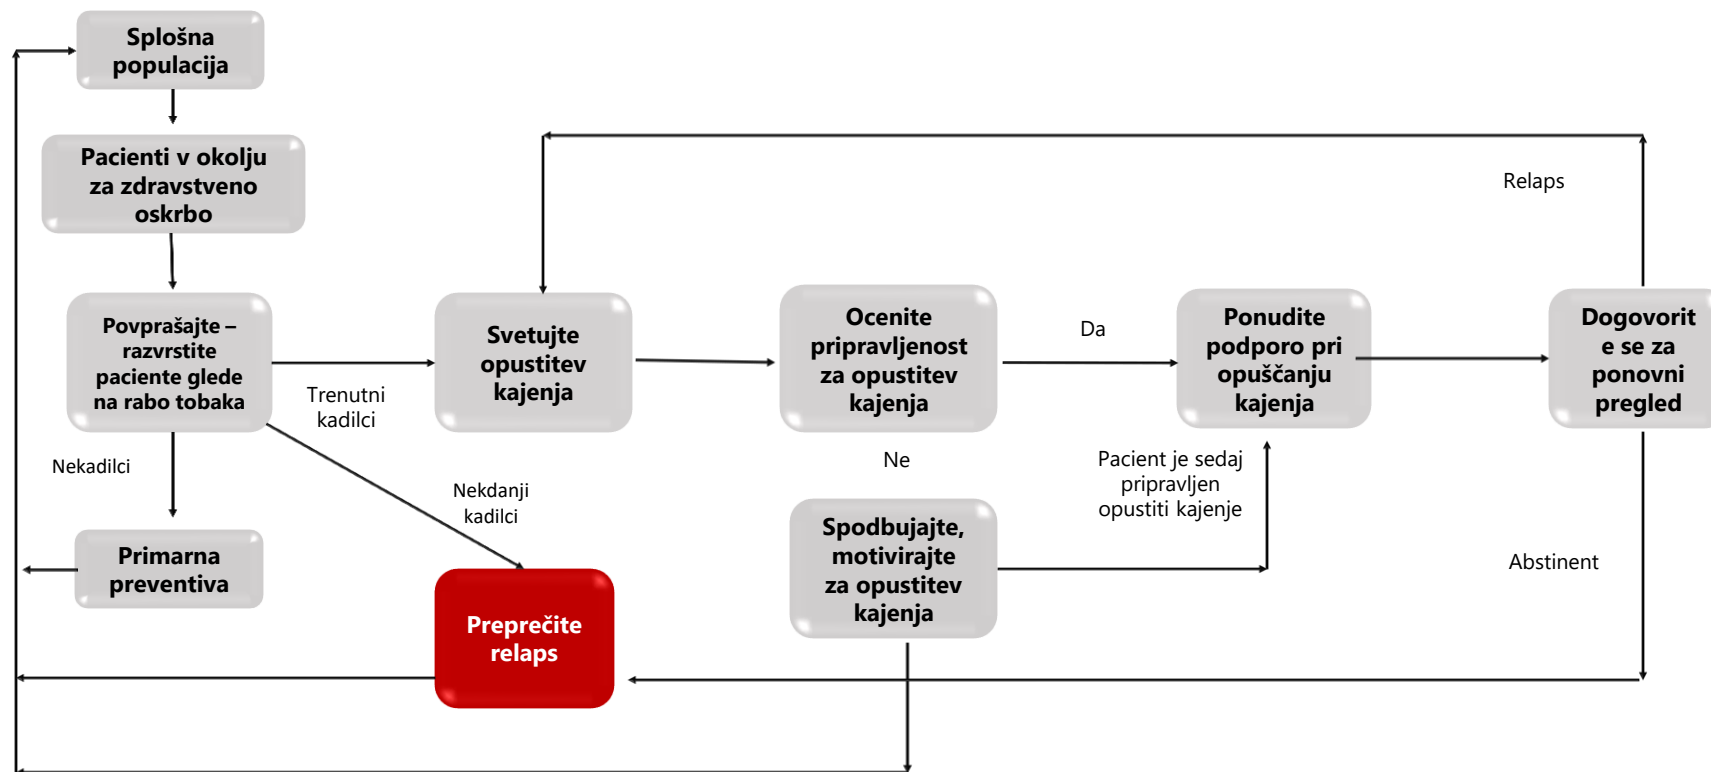 Splošna
populacija
Pacienti v okolju
za zdravstveno
oskrbo
Povprašajte –
razvrstite
paciente glede
na rabo tobaka
Nekadilci
Primarna
preventiva
Trenutni
kadilci
Nekdanji
kadilci
Svetujte
opustitev
kajenja
Preprečite
relaps
Ocenite
pripravljenost
za opustitev
kajenja
Da
Ne
Spodbujajte,
motivirajte
za opustitev
kajenja
Pacient je sedaj
pripravljen
opustiti kajenje
Ponudite
podporo pri
opuščanju
kajenja
Relaps
Dogovorit
e se za
ponovni
pregled
Abstinent